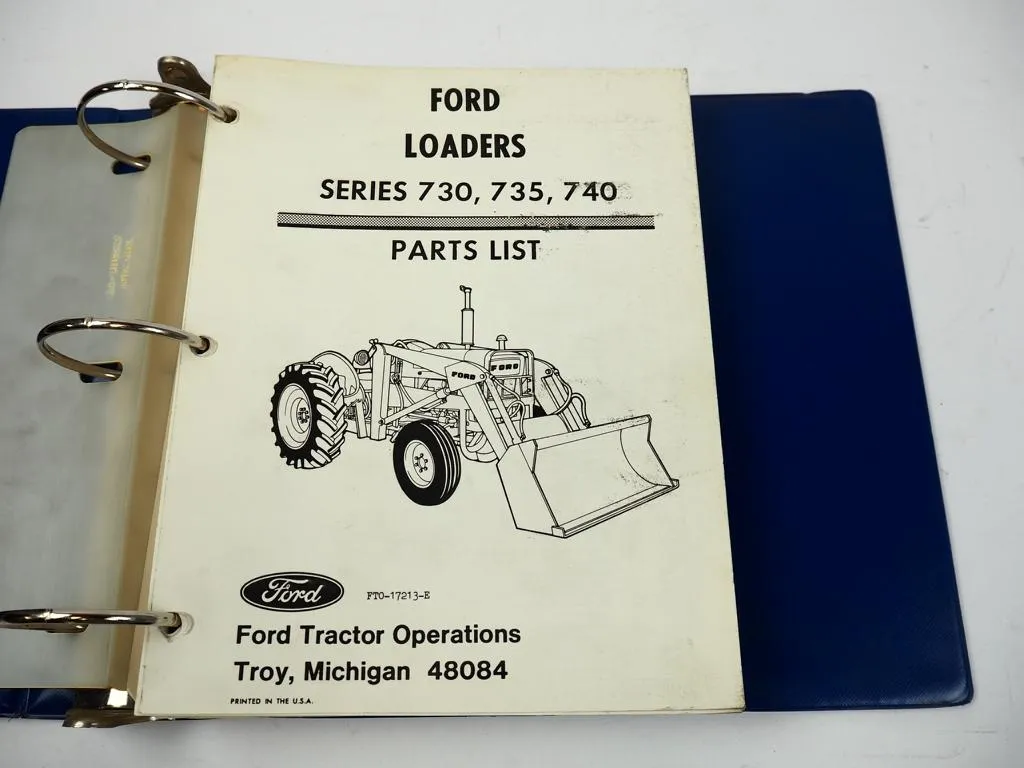 FORD
LOADERS
SERIES 730, 735, 740
PARTS LIST
FORD
FORD
Ford
FTO-17213-E
Ford Tractor Operations
Troy, Michigan 48084
PRINTED IN THE U.S.A.